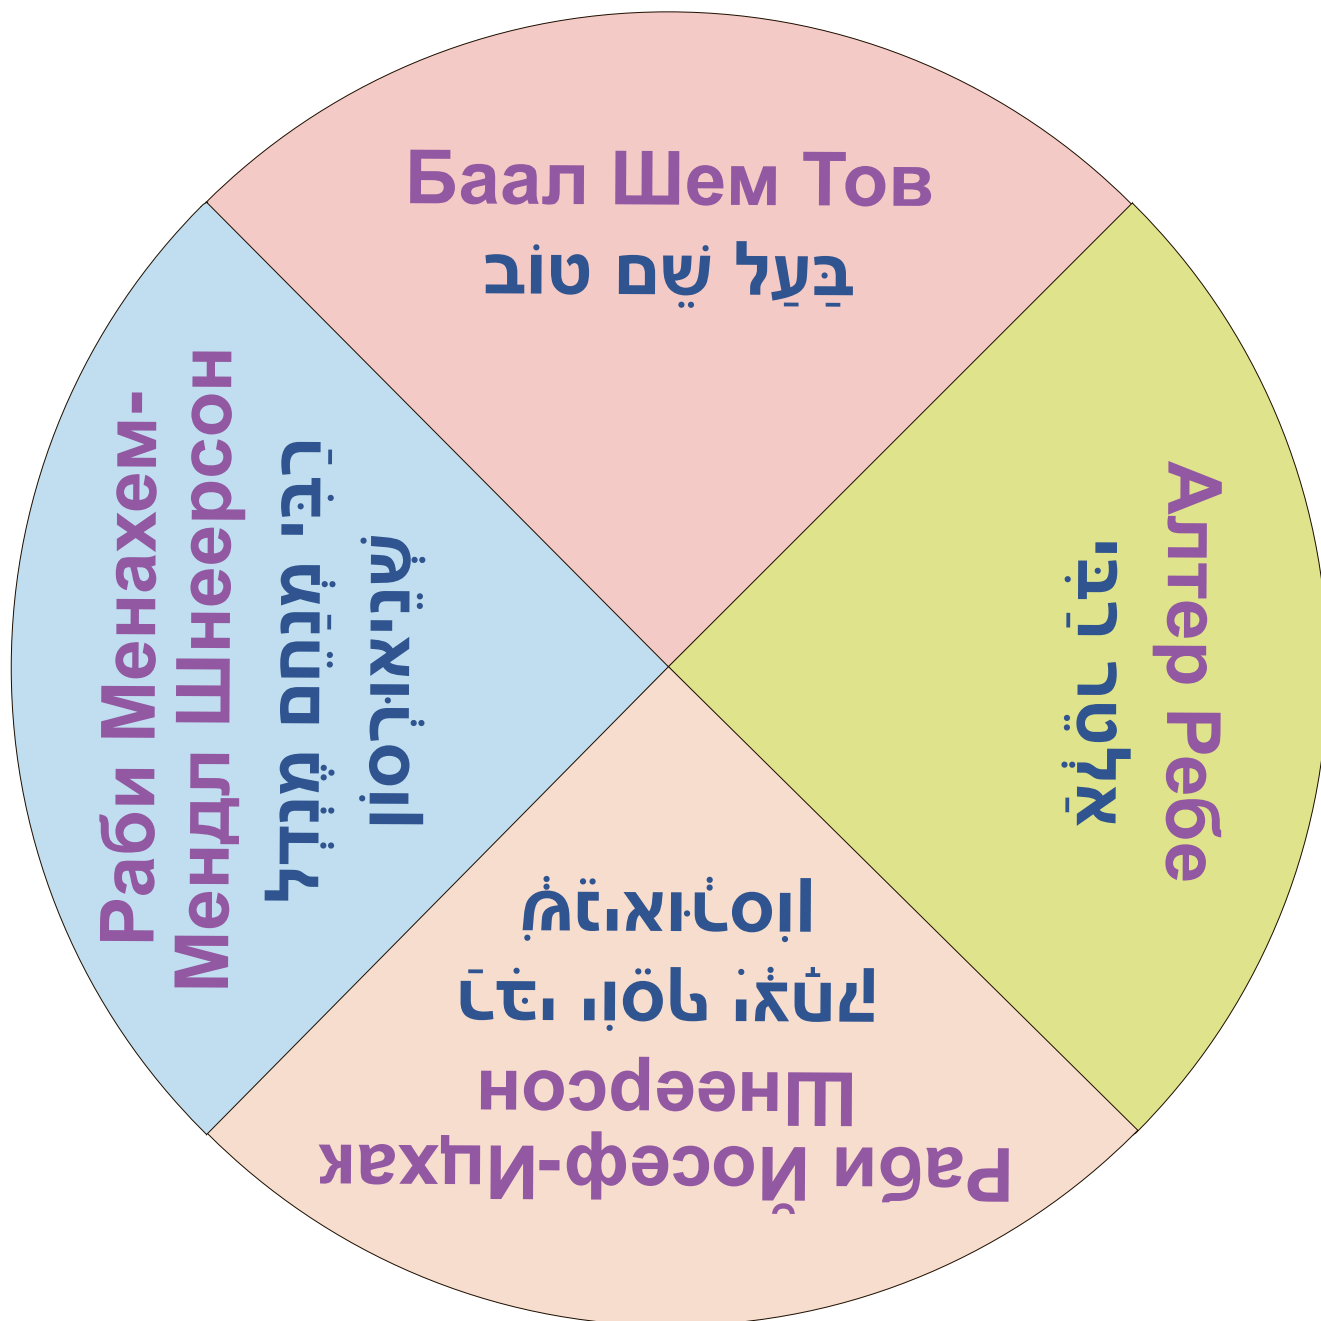 Баал Шем Тов
בַּעַל שֵׁם טוֹב
Алтер Ребе
אַלְטֵר רַבִּי
Раби Йосеф-Ицхак
Шнеерсон
רַבִּי יוֹסֵף יִצְחָק
שְׁנֵיאוּרְסוֹן
Раби Менахем-
Мендл Шнеерсон
רַבִּי מְנַחֵם מֶנְדֶל
שְׁנֵיאוּרְסוֹן